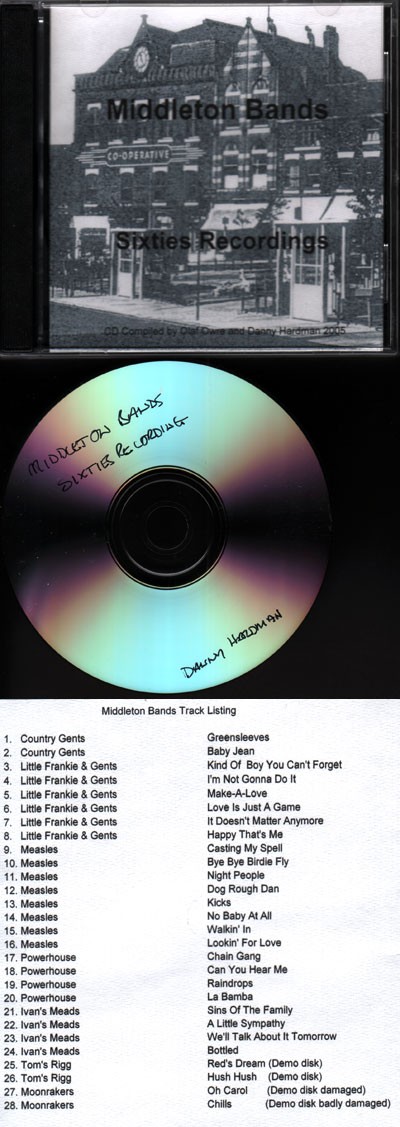 Middleton Bands
CO-OPERATIVE
Sixties Recordings
CD Compiled by Olaf Owre and Danny Hardman 2005
MIDDLETON BANDS
SIXTIES RECORDING
DANNY HARDMAN
Middleton Bands Track Listing
1. Country Gents Greensleeves
2. Country Gents Baby Jean
3. Little Frankie & Gents Kind Of Boy You Can't Forget
4. Little Frankie & Gents I'm Not Gonna Do It
5. Little Frankie & Gents Make-A-Love
6. Little Frankie & Gents Love Is Just A Game
7. Little Frankie & Gents It Doesn't Matter Anymore
8. Little Frankie & Gents Happy That's Me
9. Measles Casting My Spell
10. Measles Bye Bye Birdie Fly
11. Measles Night People
12. Measles Dog Rough Dan
13. Measles Kicks
14. Measles No Baby At All
15. Measles Walkin' In
16. Measles Lookin' For Love
17. Powerhouse Chain Gang
18. Powerhouse Can You Hear Me
19. Powerhouse Raindrops
20. Powerhouse La Bamba
21. Ivan's Meads Sins Of The Family
22. Ivan's Meads A Little Sympathy
23. Ivan's Meads We'll Talk About It Tomorrow
24. Ivan's Meads Bottled
25. Tom's Rigg Red's Dream (Demo disk)
26. Tom's Rigg Hush Hush (Demo disk)
27. Moonrakers Oh Carol (Demo disk damaged)
28. Moonrakers Chills (Demo disk badly damaged)